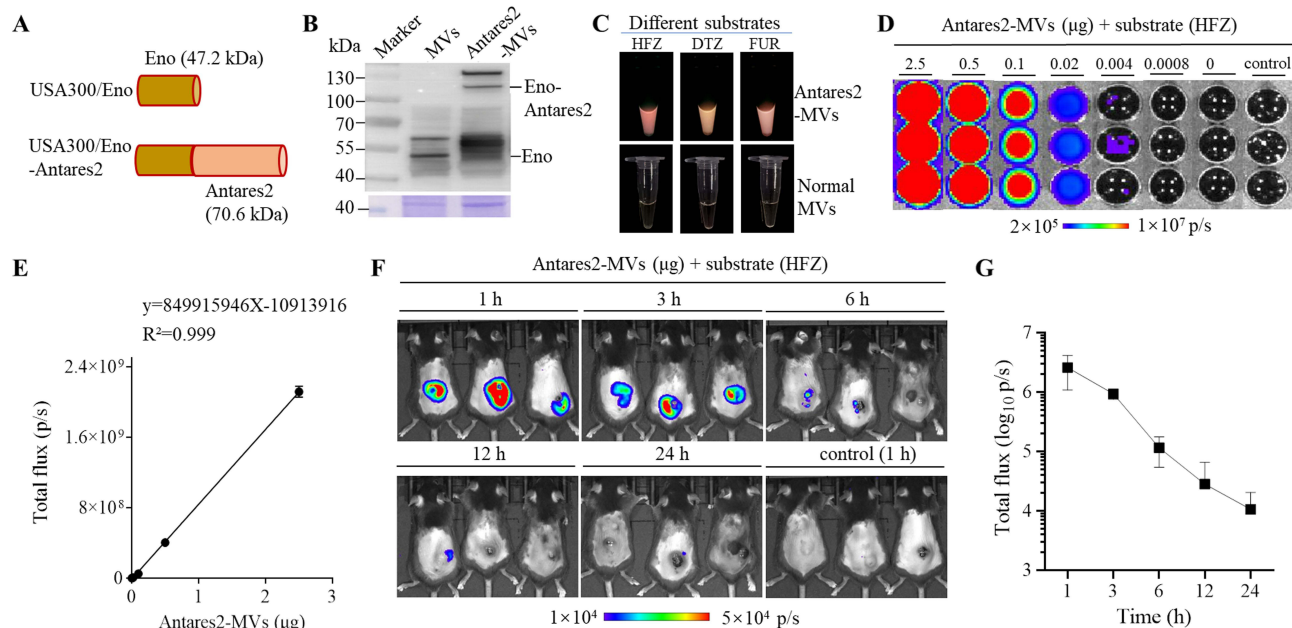 A
Eno (47.2 kDa)
USA300/Eno
USA300/Eno
-Antares2
Antares2
(70.6 kDa)
B
kDa
Marker
MVs
Antares2
-MVs
130
100
70
55
40
40
Eno-
Antares2
Eno
C
Different substrates
HFZ DTZ FUR
Antares2
-MVs
Normal
MVs
D
Antares2-MVs (μg) + substrate (HFZ)
2.5 0.5 0.1 0.02 0.004 0.0008 0 control
2×10⁵ 1×10⁷ p/s
E
y=849915946X-10913916
R²=0.999
Total flux (p/s)
2.4×10⁹
1.6×10⁹
8×10⁸
0
0 1 2 3
Antares2-MVs (μg)
F
Antares2-MVs (μg) + substrate (HFZ)
1 h 3 h 6 h
12 h 24 h control (1 h)
1×10⁴ 5×10⁴ p/s
G
Total flux (log₁₀ p/s)
7
6
5
4
3
1 3 6 12 24
Time (h)